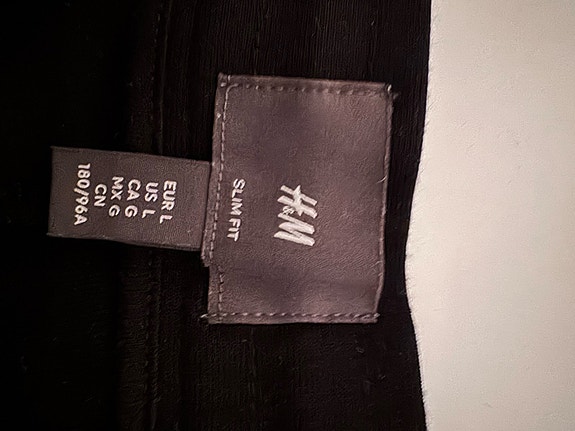 H&M
SLIM FIT
EUR L
US L
CA G
MX G
CN
180/96A